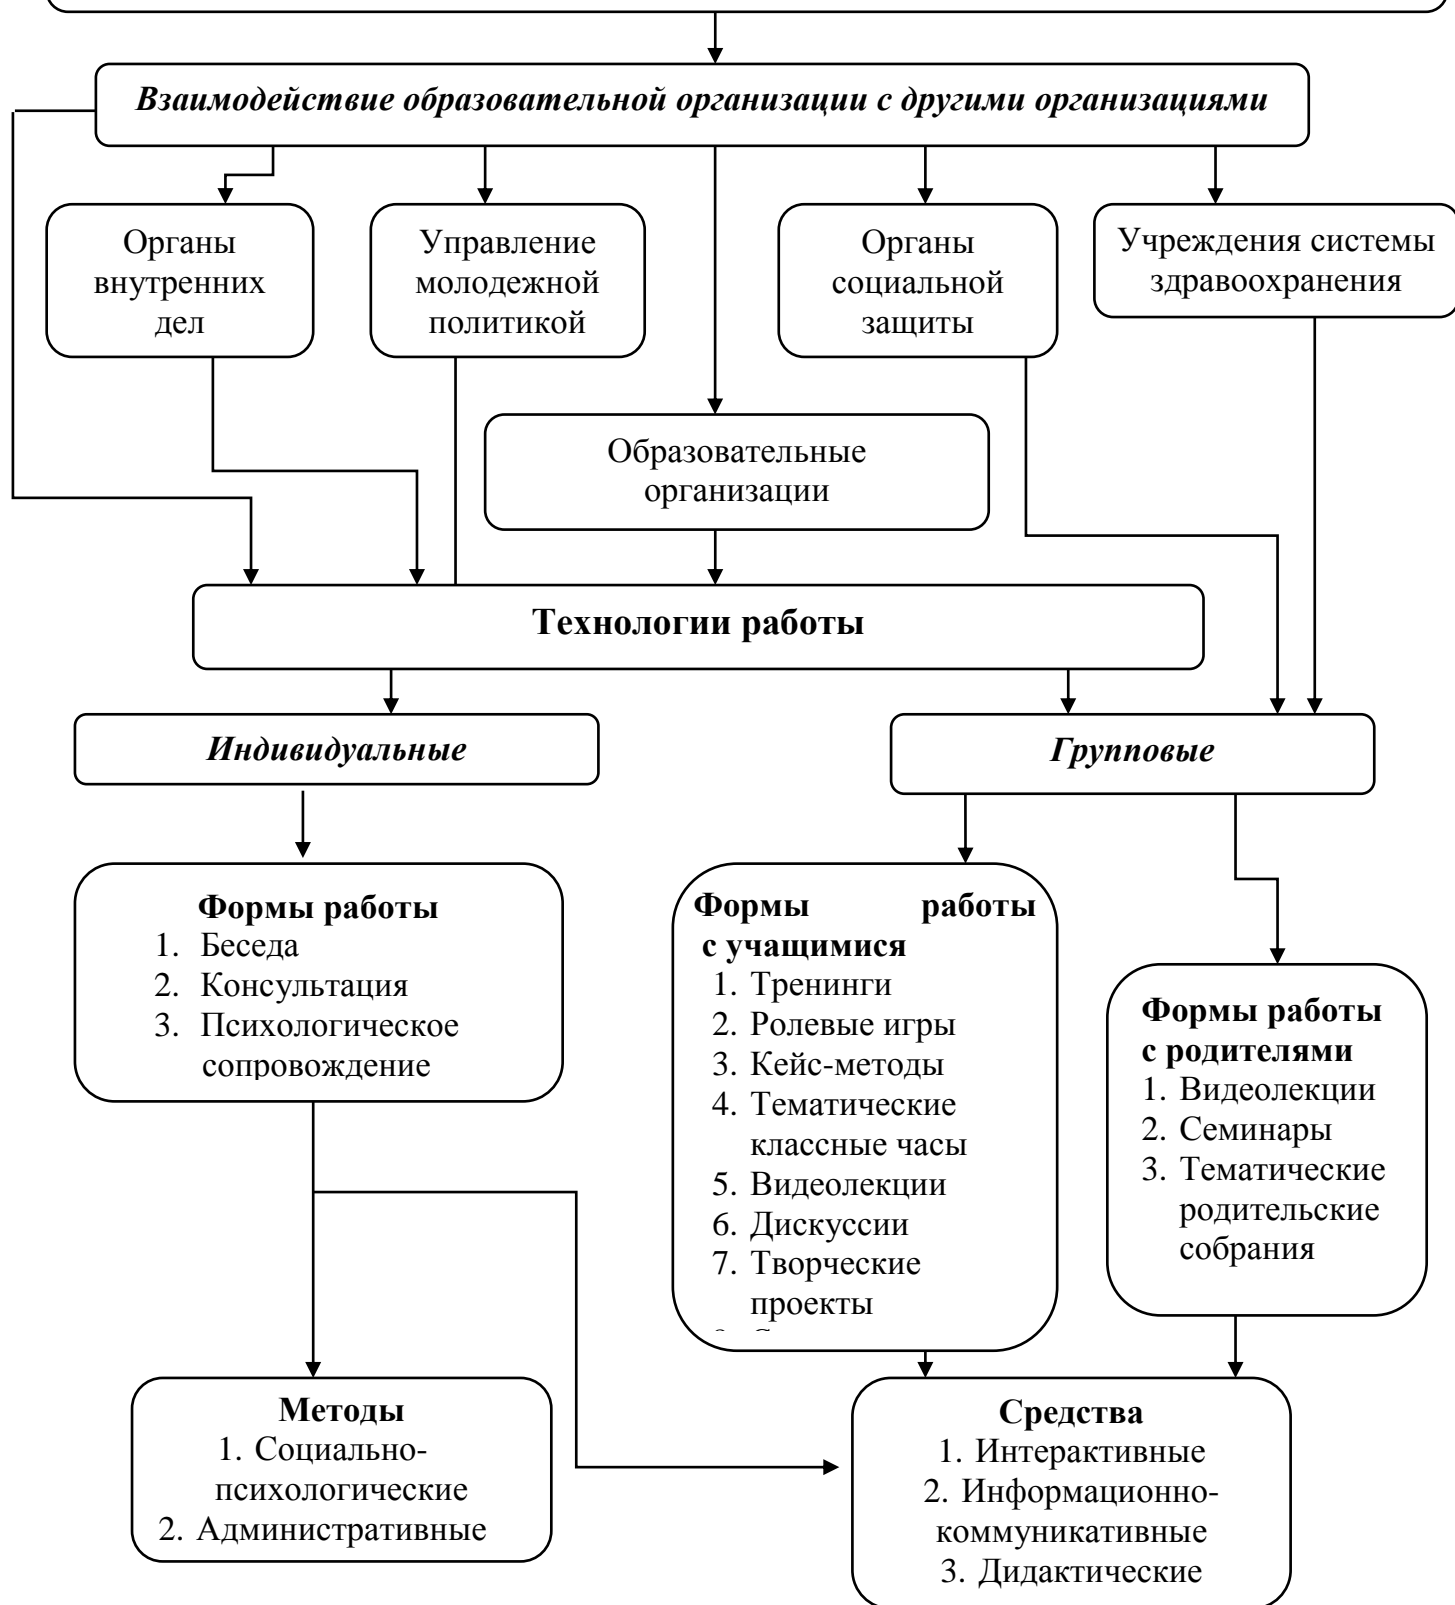 Взаимодействие образовательной организации с другими организациями
Органы
внутренних
дел
Управление
молодежной
политикой
Органы
социальной
защиты
Учреждения системы
здравоохранения
Образовательные
организации
Технологии работы
Индивидуальные
Групповые
Формы работы
1. Беседа
2. Консультация
3. Психологическое
сопровождение
Формы работы
с учащимися
1. Тренинги
2. Ролевые игры
3. Кейс-методы
4. Тематические
классные часы
5. Видеолекции
6. Дискуссии
7. Творческие
проекты
Формы работы
с родителями
1. Видеолекции
2. Семинары
3. Тематические
родительские
собрания
Методы
1. Социально-
психологические
2. Административные
Средства
1. Интерактивные
2. Информационно-
коммуникативные
3. Дидактические